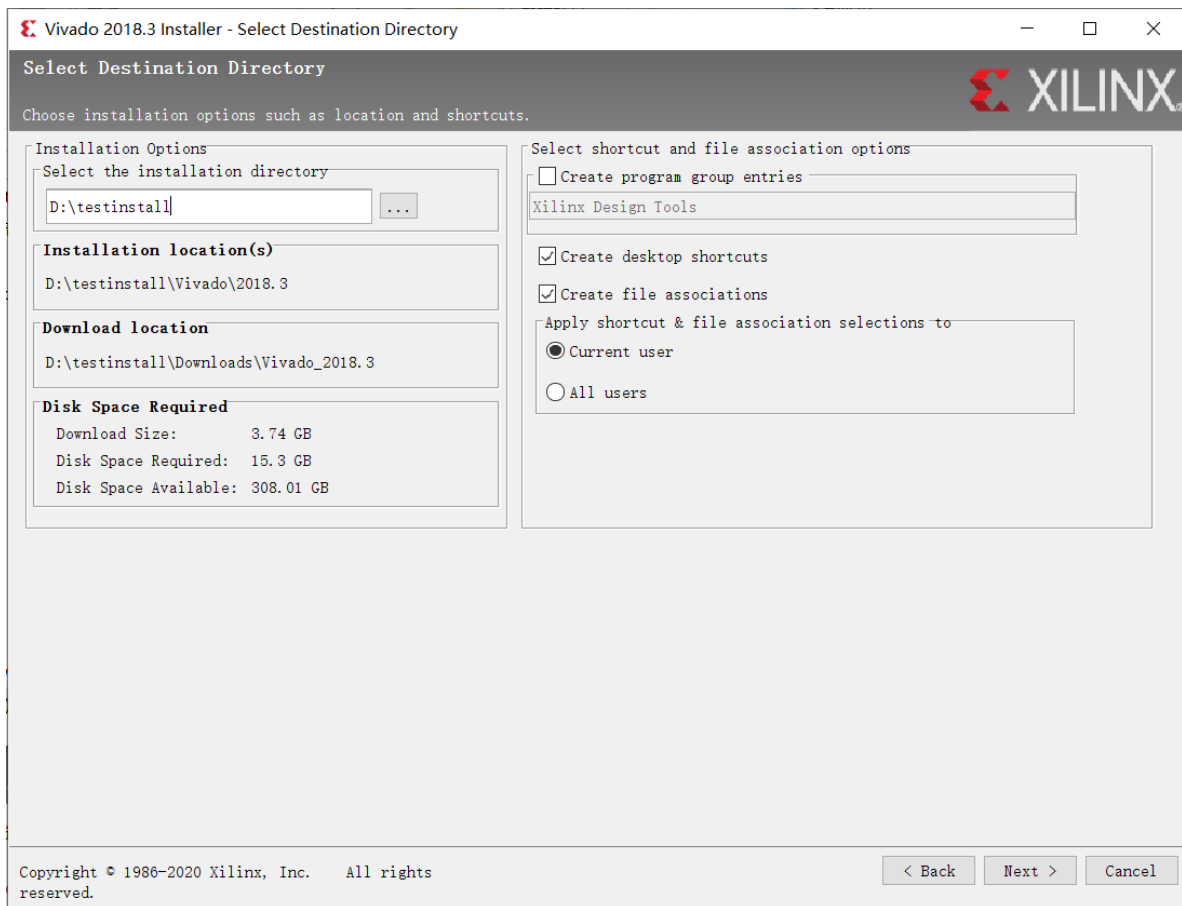 Vivado 2018.3 Installer - Select Destination Directory
Select Destination Directory
Choose installation options such as location and shortcuts.
XILINX
Installation Options
Select the installation directory
D:\testinstall
...
Installation location(s)
D:\testinstall\Vivado\2018.3
Download location
D:\testinstall\Downloads\Vivado_2018.3
Disk Space Required
Download Size: 3.74 GB
Disk Space Required: 15.3 GB
Disk Space Available: 308.01 GB
Select shortcut and file association options
Create program group entries
Xilinx Design Tools
Create desktop shortcuts
Create file associations
Apply shortcut & file association selections to
Current user
All users
Copyright © 1986-2020 Xilinx, Inc. All rights
reserved.
< Back Next > Cancel